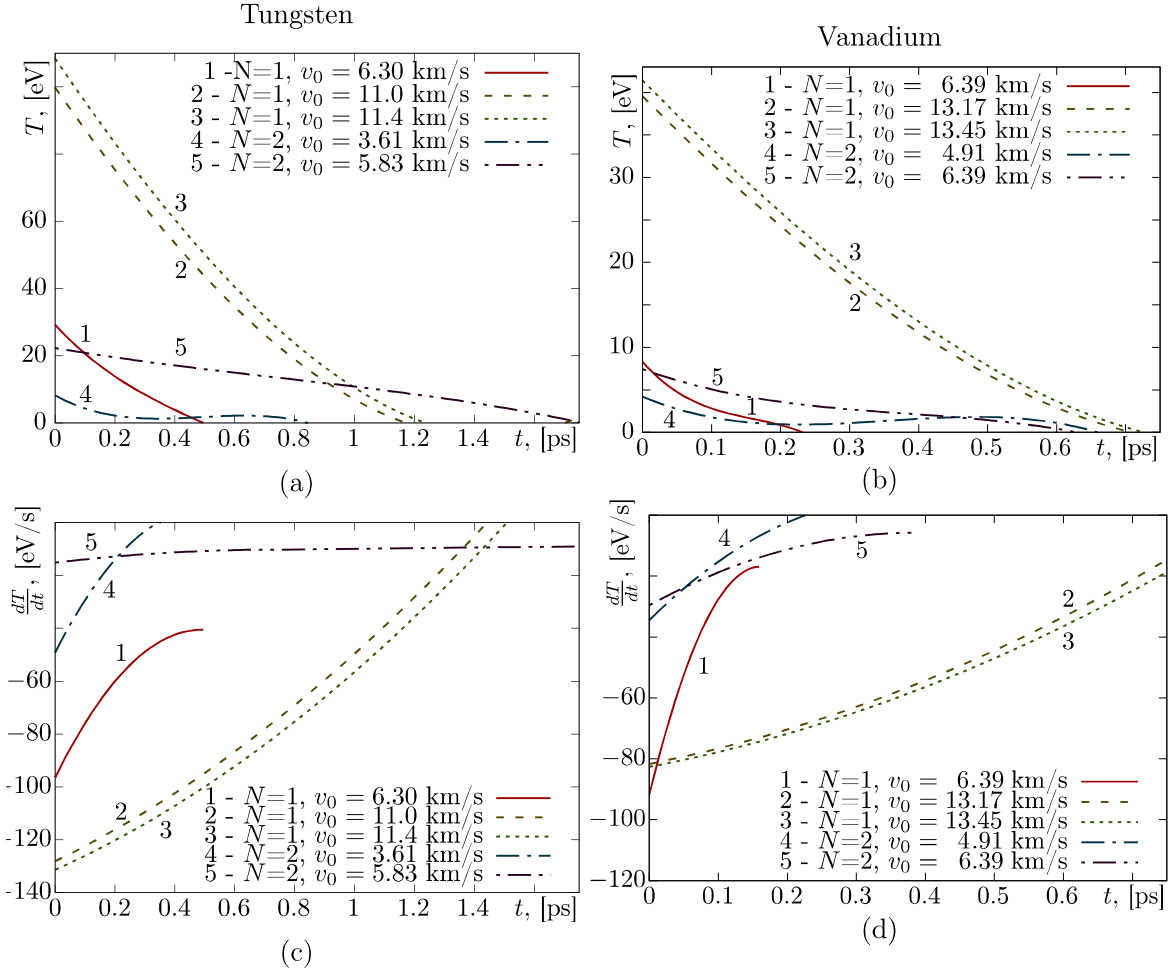 Tungsten
Vanadium
T, [eV]
1 -N=1, v₀ = 6.30 km/s
2 - N=1, v₀ = 11.0 km/s
3 - N=1, v₀ = 11.4 km/s
4 - N=2, v₀ = 3.61 km/s
5 - N=2, v₀ = 5.83 km/s
3
2
1
5
4
60
40
20
0
0 0.2 0.4 0.6 0.8 1 1.2 1.4 t, [ps]
(a)
T, [eV]
1 - N=1, v₀ = 6.39 km/s
2 - N=1, v₀ = 13.17 km/s
3 - N=1, v₀ = 13.45 km/s
4 - N=2, v₀ = 4.91 km/s
5 - N=2, v₀ = 6.39 km/s
3
2
5
1
4
30
20
10
0
0 0.1 0.2 0.3 0.4 0.5 0.6 t, [ps]
(b)
dT/dt, [eV/s]
5
4
1
2
3
−60
−80
-100
-120
-140
1 - N=1, v₀ = 6.30 km/s
2 - N=1, v₀ = 11.0 km/s
3 - N=1, v₀ = 11.4 km/s
4 - N=2, v₀ = 3.61 km/s
5 - N=2, v₀ = 5.83 km/s
0 0.2 0.4 0.6 0.8 1 1.2 1.4 t, [ps]
(c)
dT/dt, [eV/s]
4
5
2
3
1
−60
−80
−100
−120
1 - N=1, v₀ = 6.39 km/s
2 - N=1, v₀ = 13.17 km/s
3 - N=1, v₀ = 13.45 km/s
4 - N=2, v₀ = 4.91 km/s
5 - N=2, v₀ = 6.39 km/s
0 0.1 0.2 0.3 0.4 0.5 0.6 t, [ps]
(d)